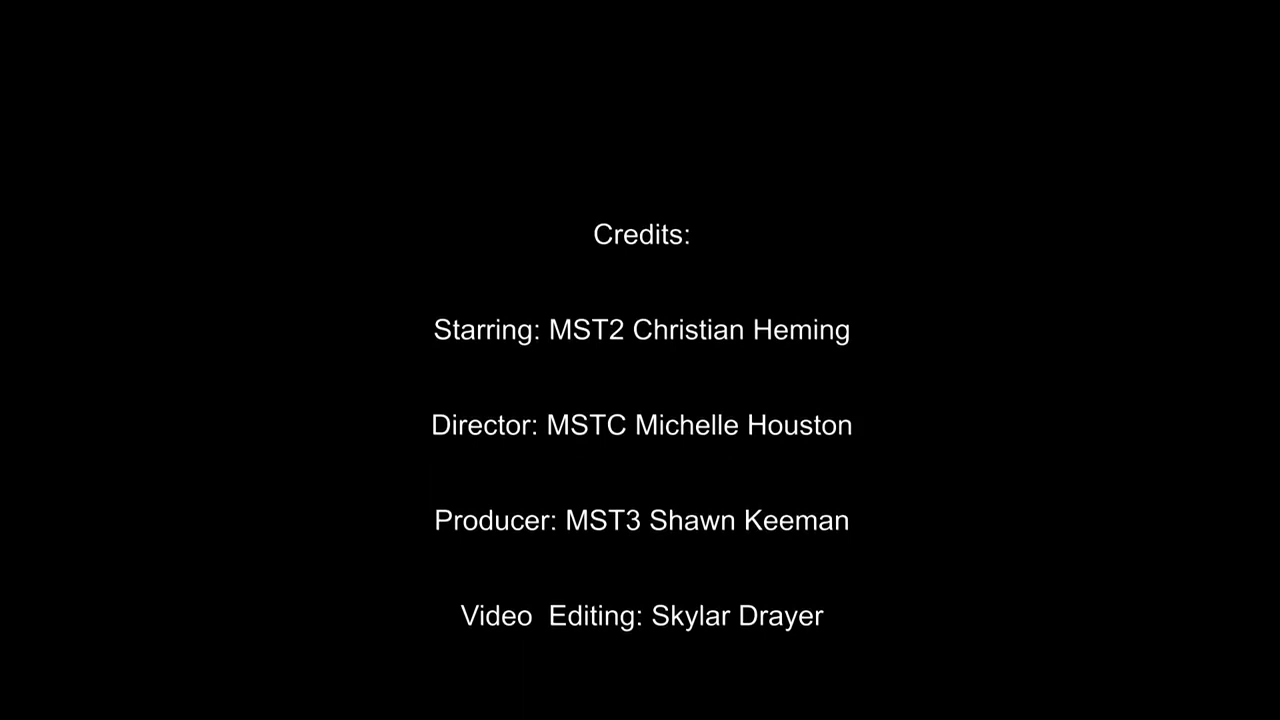 Credits:
Starring: MST2 Christian Heming
Director: MSTC Michelle Houston
Producer: MST3 Shawn Keeman
Video  Editing: Skylar Drayer